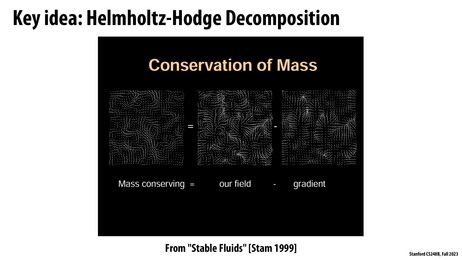 Key idea: Helmholtz-Hodge Decomposition
Conservation of Mass
= -
Mass conserving = our field - gradient
From "Stable Fluids" [Stam 1999]
Stanford CS248B, Fall 2023